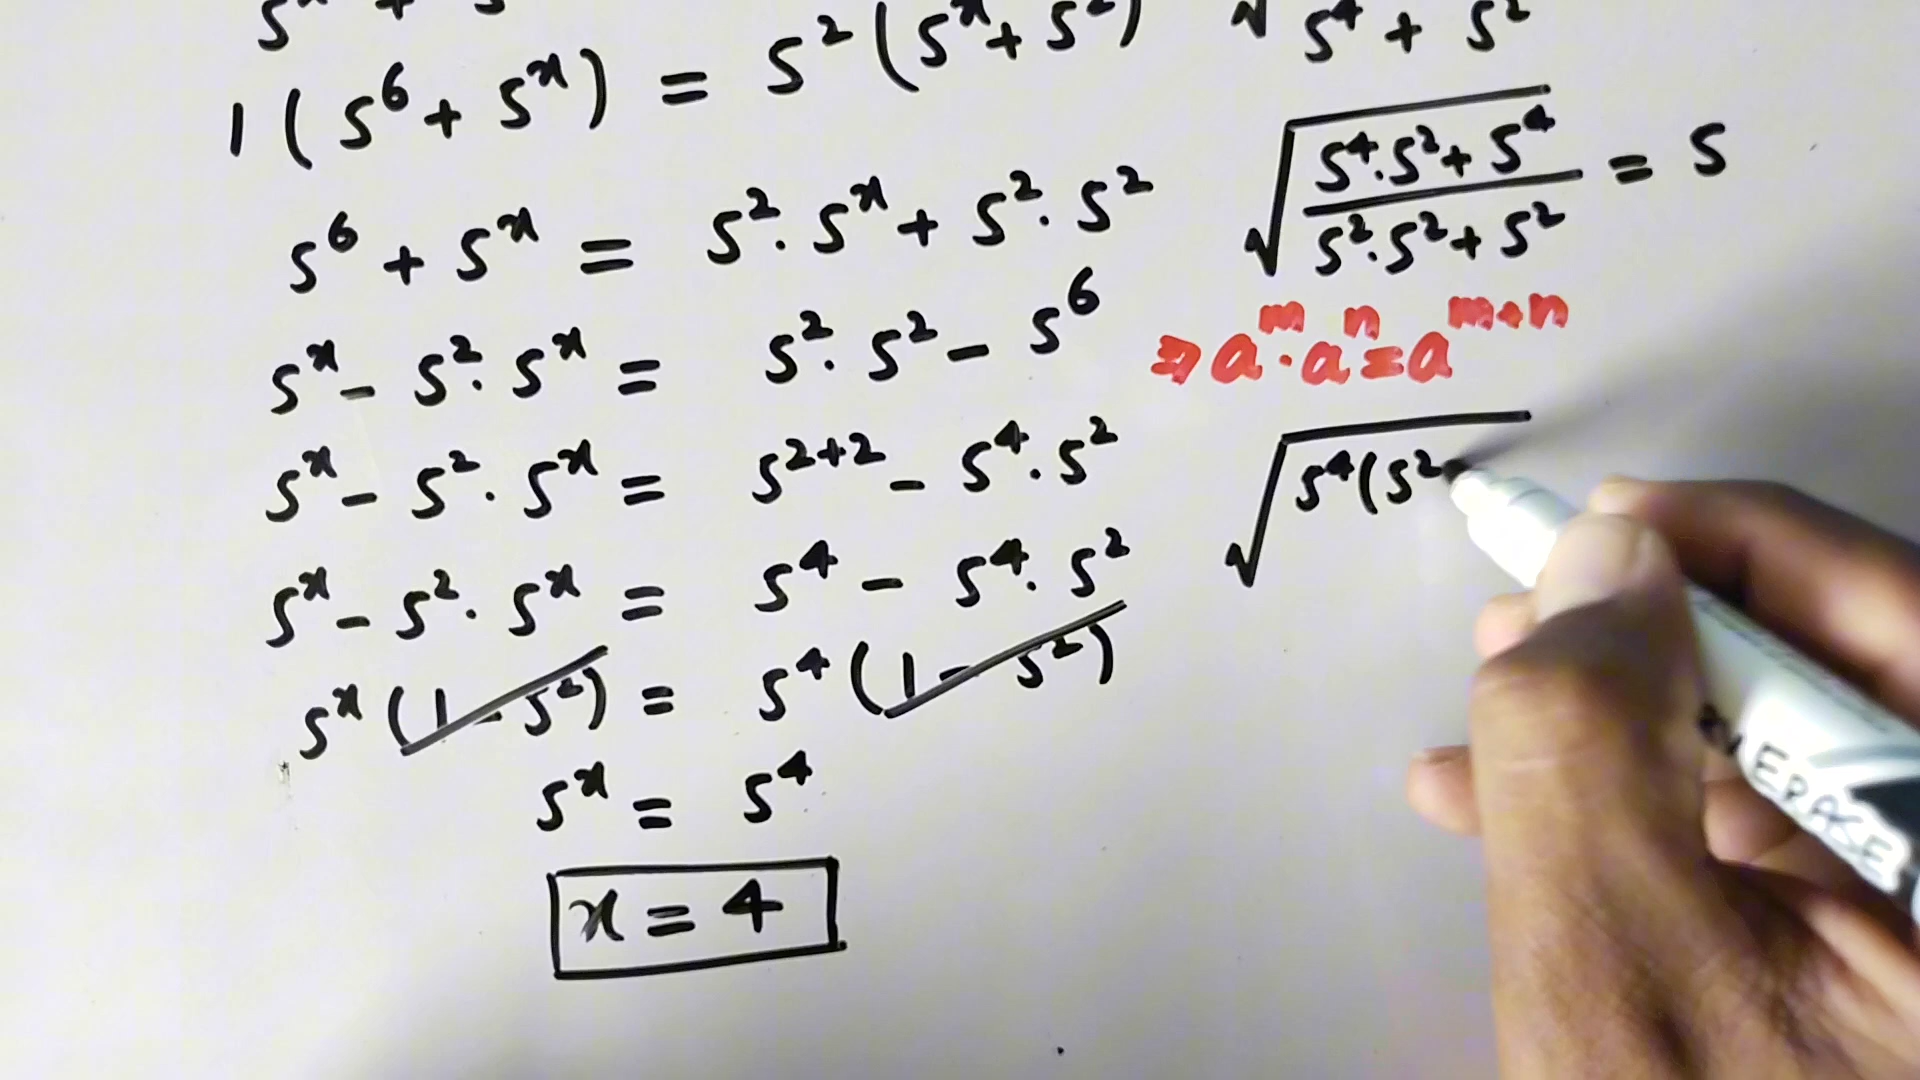 1 ( 5⁶ + 5ˣ ) = 5² ( 5ˣ + 5² )
5⁶ + 5ˣ = 5² · 5ˣ + 5² · 5²
5ˣ - 5² · 5ˣ = 5² · 5² - 5⁶
5ˣ - 5² · 5ˣ = 5²⁺² - 5⁴ · 5²
5ˣ - 5² · 5ˣ = 5⁴ - 5⁴ · 5²
5ˣ ( 1 - 5² ) = 5⁴ ( 1 - 5² )
5ˣ = 5⁴
x = 4
√ 5⁴ + 5²
√ 5⁴ · 5² + 5⁴ = 5
5² · 5² + 5²
⇒ aᵐ · aⁿ = aᵐ⁺ⁿ
√ 5⁴ ( 5²
ERASE